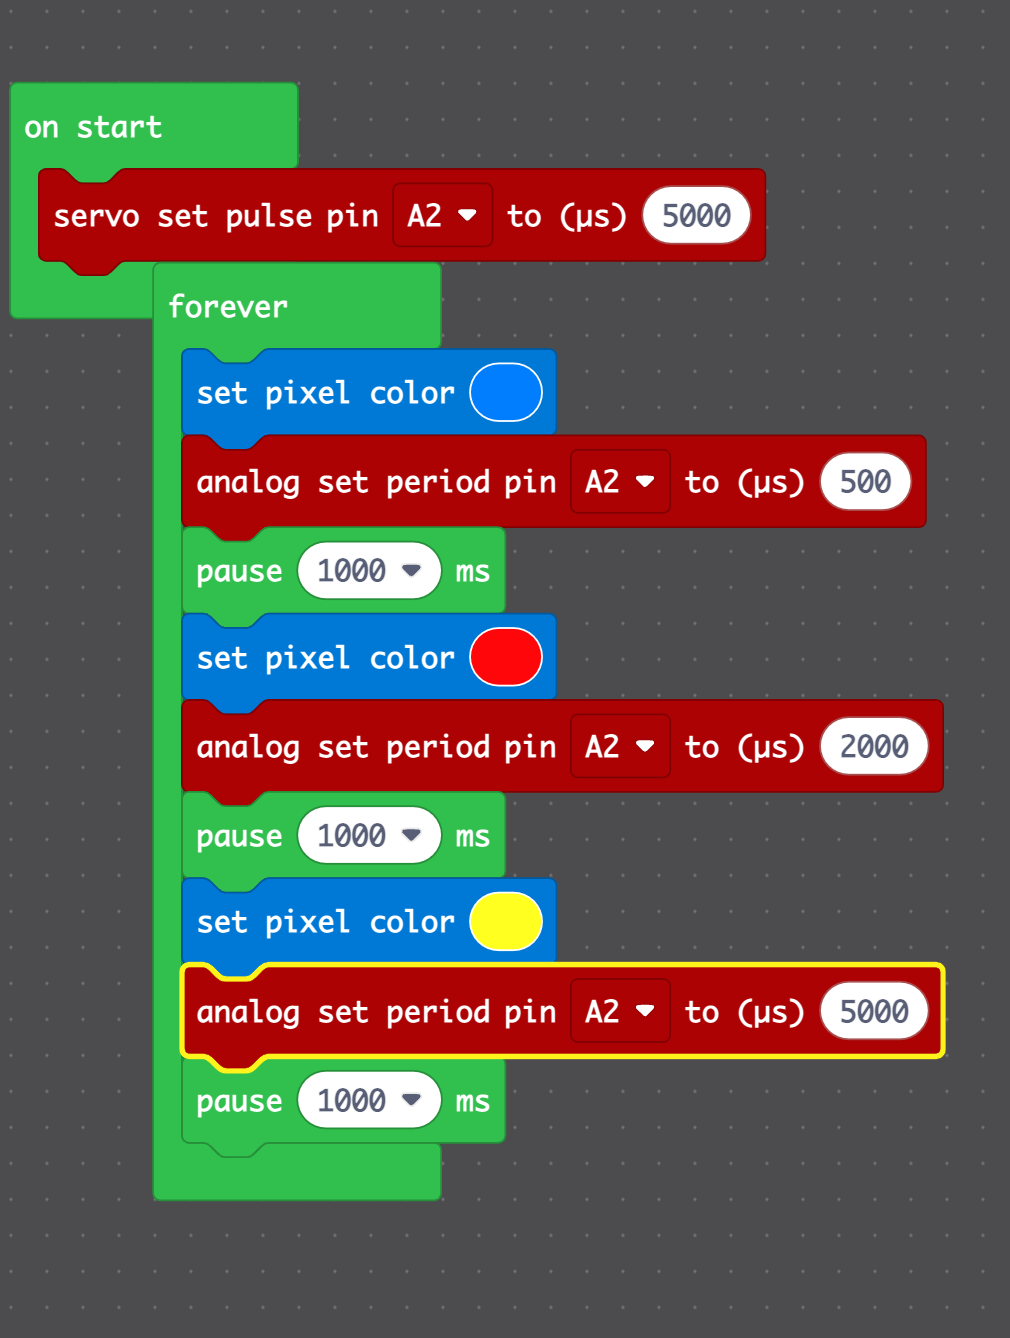 on start
servo set pulse pin A2 to (µs) 5000
forever
set pixel color
analog set period pin A2 to (µs) 500
pause 1000 ms
set pixel color
analog set period pin A2 to (µs) 2000
pause 1000 ms
set pixel color
analog set period pin A2 to (µs) 5000
pause 1000 ms